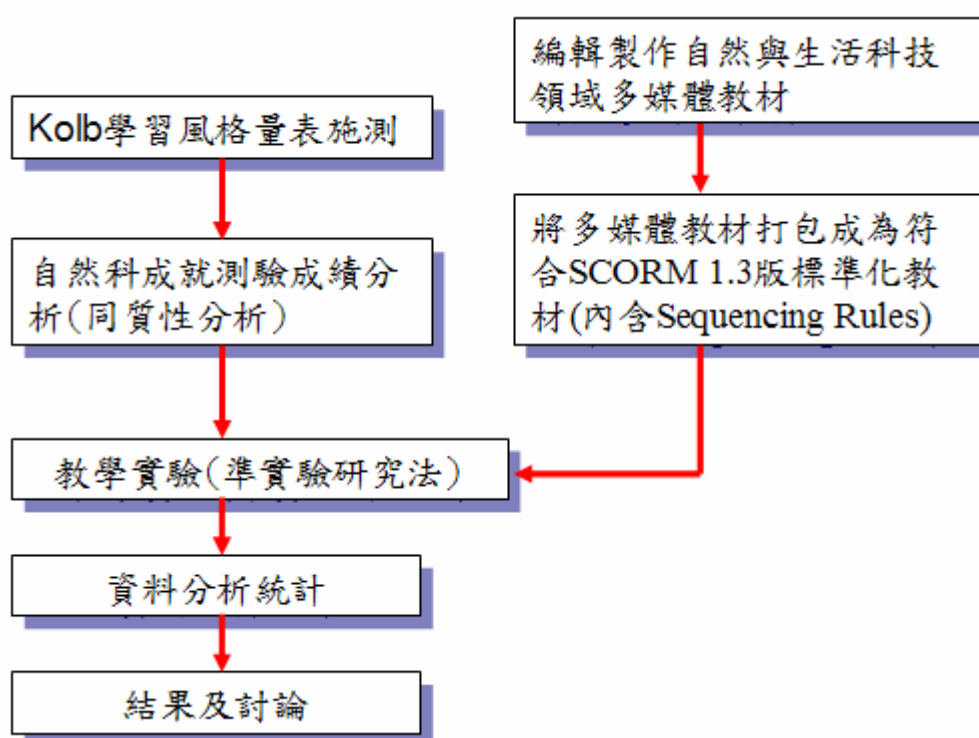 Kolb學習風格量表施測
自然科成就測驗成績分
析(同質性分析)
編輯製作自然與生活科技
領域多媒體教材
將多媒體教材打包成為符
合SCORM 1.3版標準化教
材(內含Sequencing Rules)
教學實驗(準實驗研究法)
資料分析統計
結果及討論